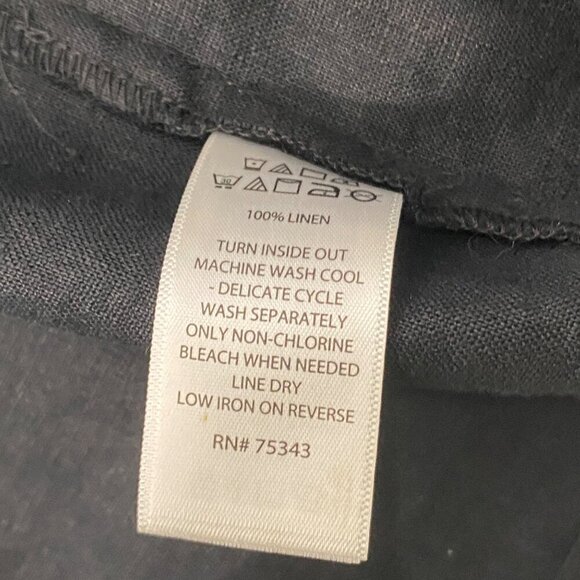 30
100% LINEN
TURN INSIDE OUT
MACHINE WASH COOL
- DELICATE CYCLE
WASH SEPARATELY
ONLY NON-CHLORINE
BLEACH WHEN NEEDED
LINE DRY
LOW IRON ON REVERSE
RN# 75343